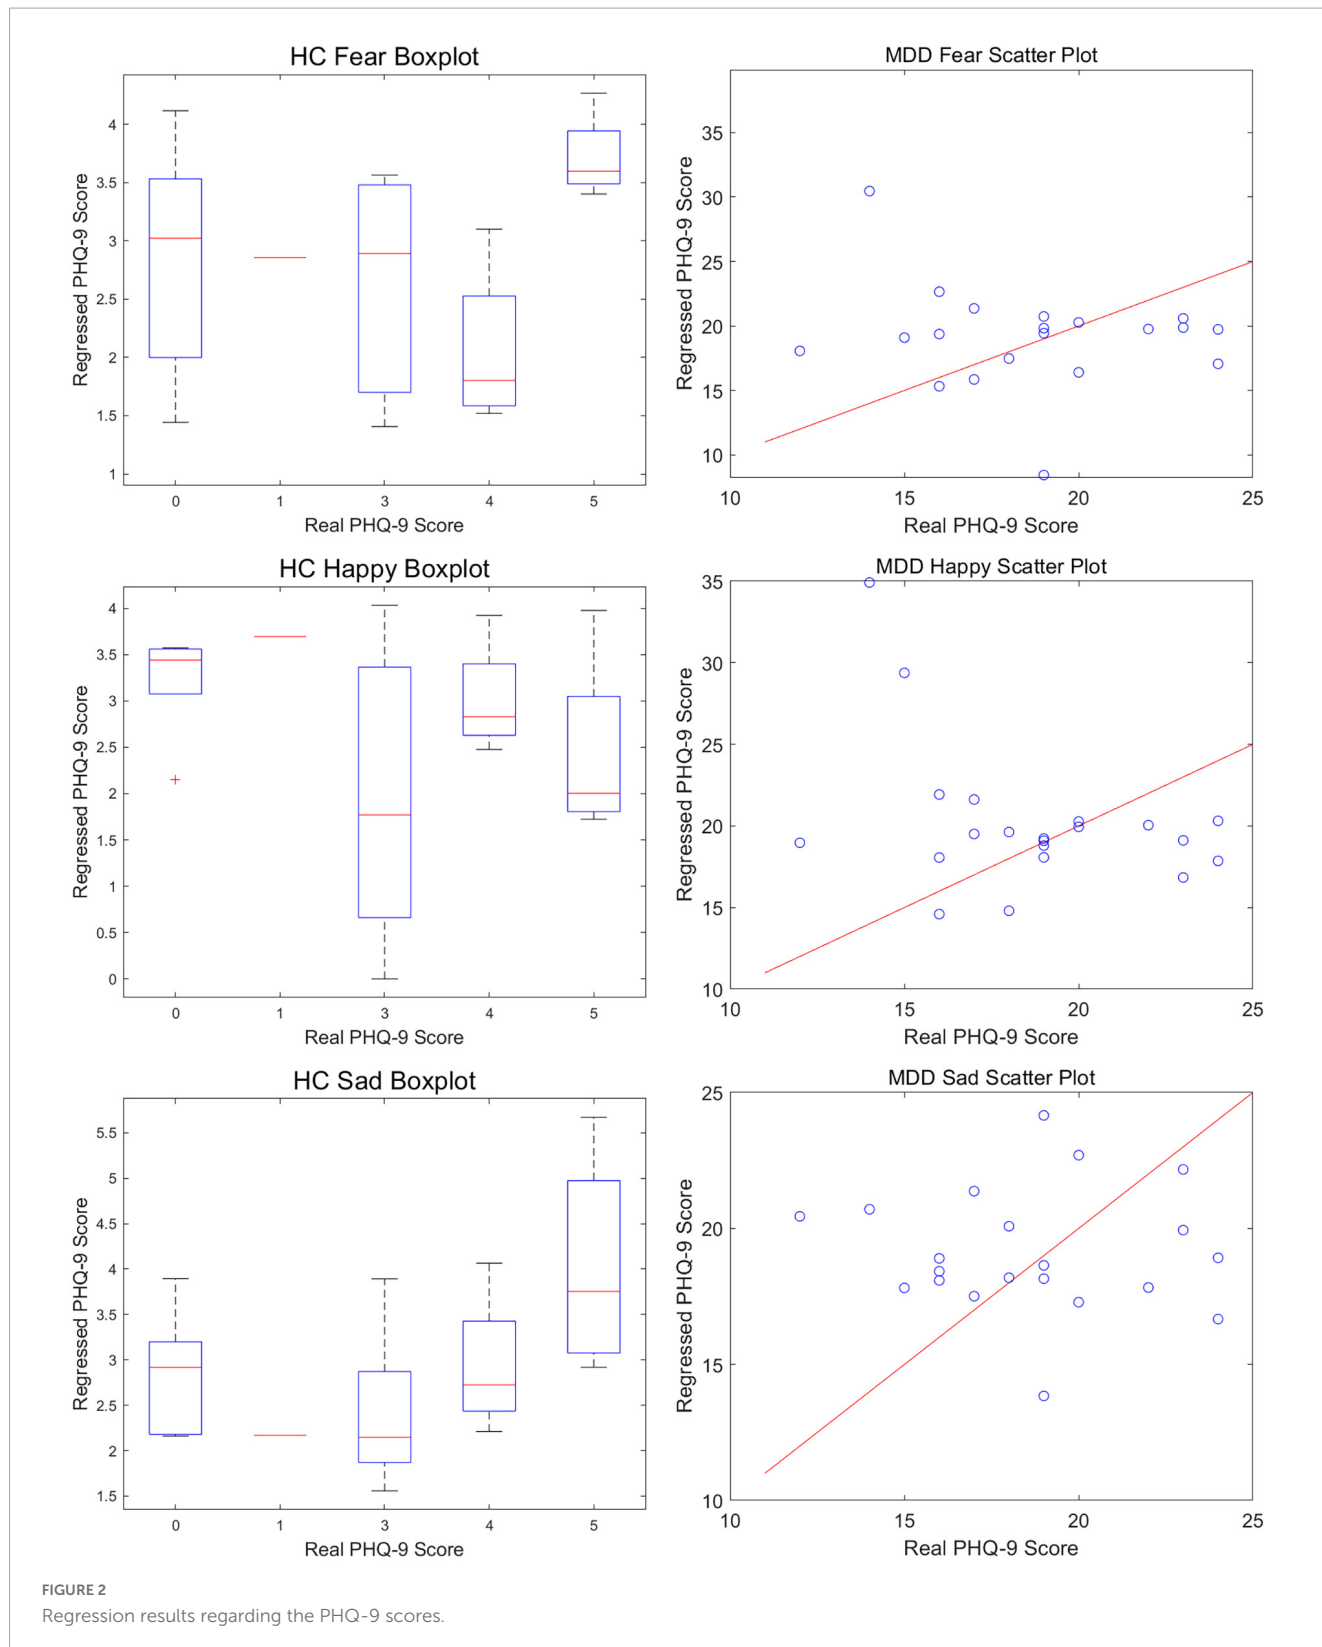 HC Fear Boxplot
4
3.5
3
2.5
2
1.5
1
Regressed PHQ-9 Score
0 1 3 4 5
Real PHQ-9 Score
MDD Fear Scatter Plot
35
30
25
20
15
10
Regressed PHQ-9 Score
10 15 20 25
Real PHQ-9 Score
HC Happy Boxplot
4
3.5
3
2.5
2
1.5
1
0.5
0
Regressed PHQ-9 Score
0 1 3 4 5
Real PHQ-9 Score
MDD Happy Scatter Plot
35
30
25
20
15
10
Regressed PHQ-9 Score
10 15 20 25
Real PHQ-9 Score
HC Sad Boxplot
5.5
5
4.5
4
3.5
3
2.5
2
1.5
Regressed PHQ-9 Score
0 1 3 4 5
Real PHQ-9 Score
MDD Sad Scatter Plot
25
20
15
10
Regressed PHQ-9 Score
10 15 20 25
Real PHQ-9 Score
FIGURE 2
Regression results regarding the PHQ-9 scores.